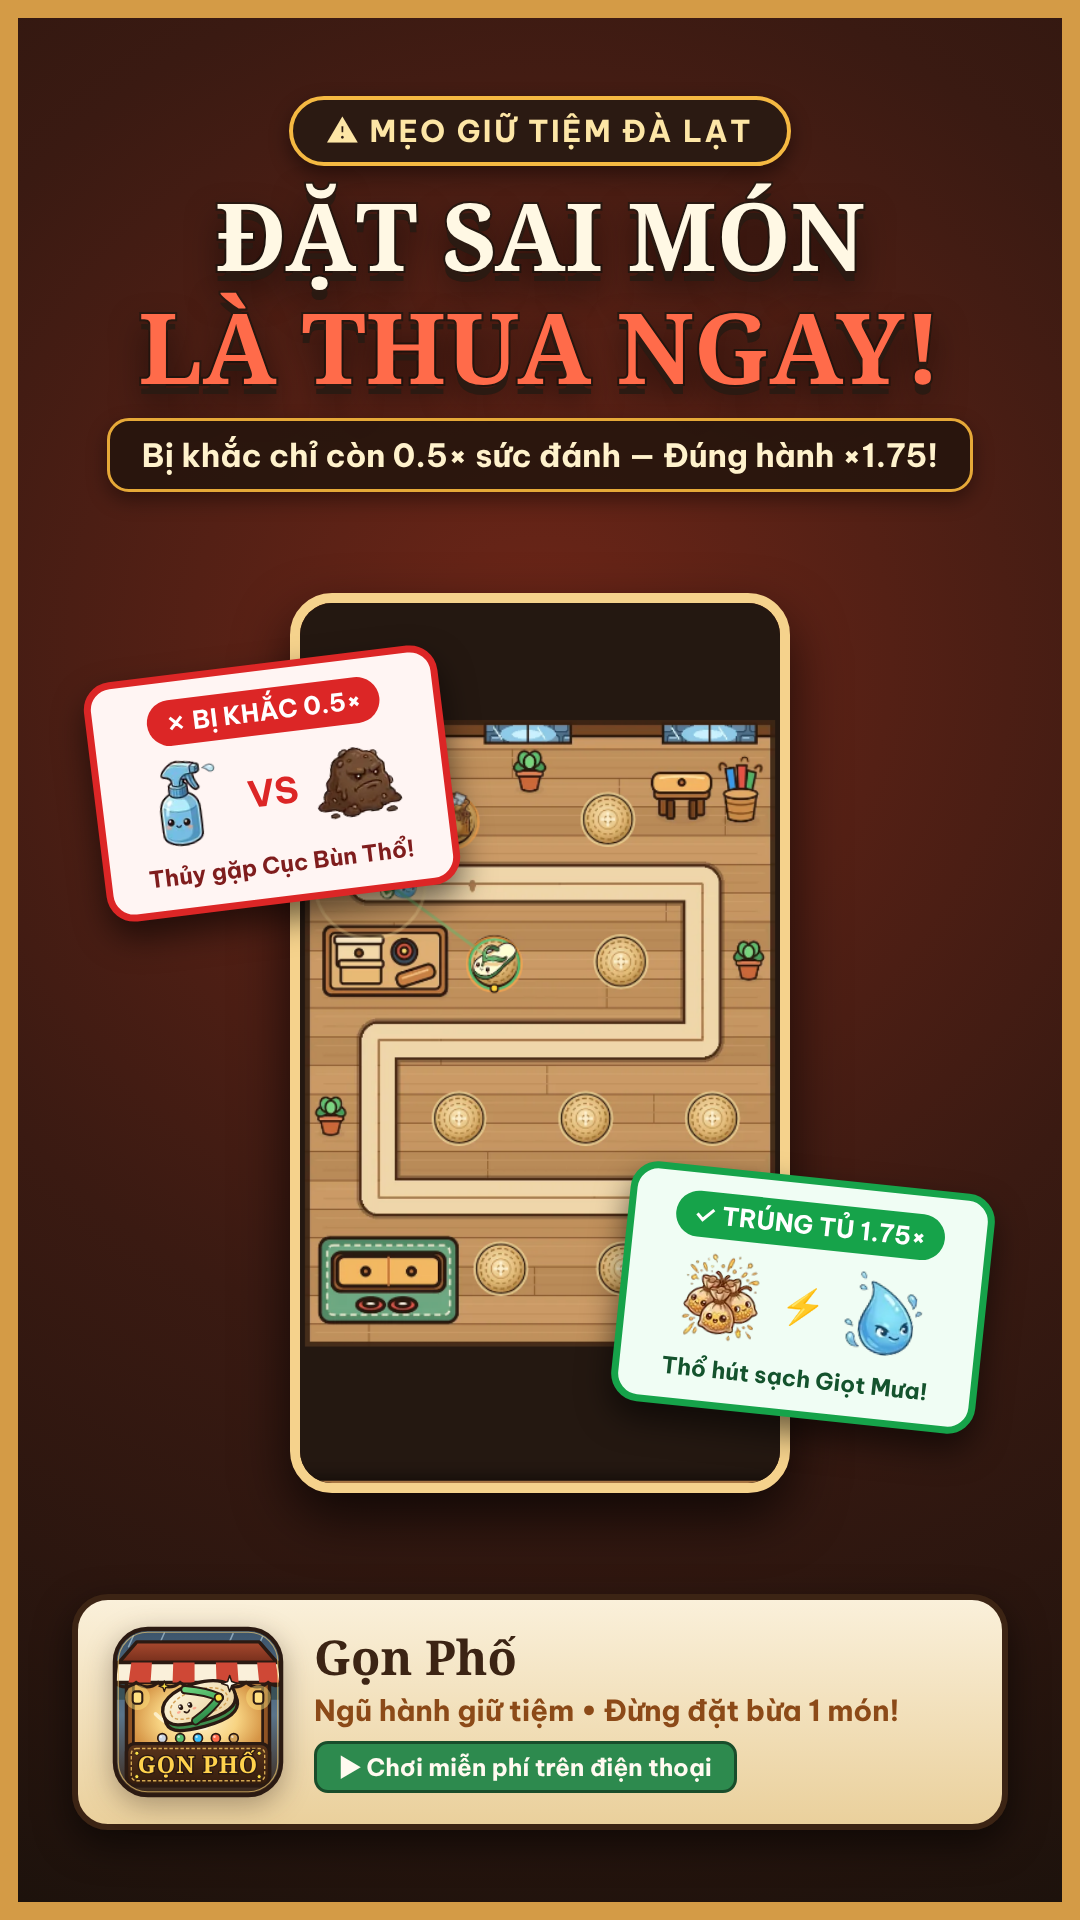 ⚠ MẸO GIỮ TIỆM ĐÀ LẠT
ĐẶT SAI MÓN
LÀ THUA NGAY!
Bị khắc chỉ còn 0.5× sức đánh — Đúng hành ×1.75!
× BỊ KHẮC 0.5×
VS
Thủy gặp Cục Bùn Thổ!
✓ TRÚNG TỦ 1.75×
Thổ hút sạch Giọt Mưa!
GỌN PHỐ
Gọn Phố
Ngũ hành giữ tiệm • Đừng đặt bừa 1 món!
▶ Chơi miễn phí trên điện thoại